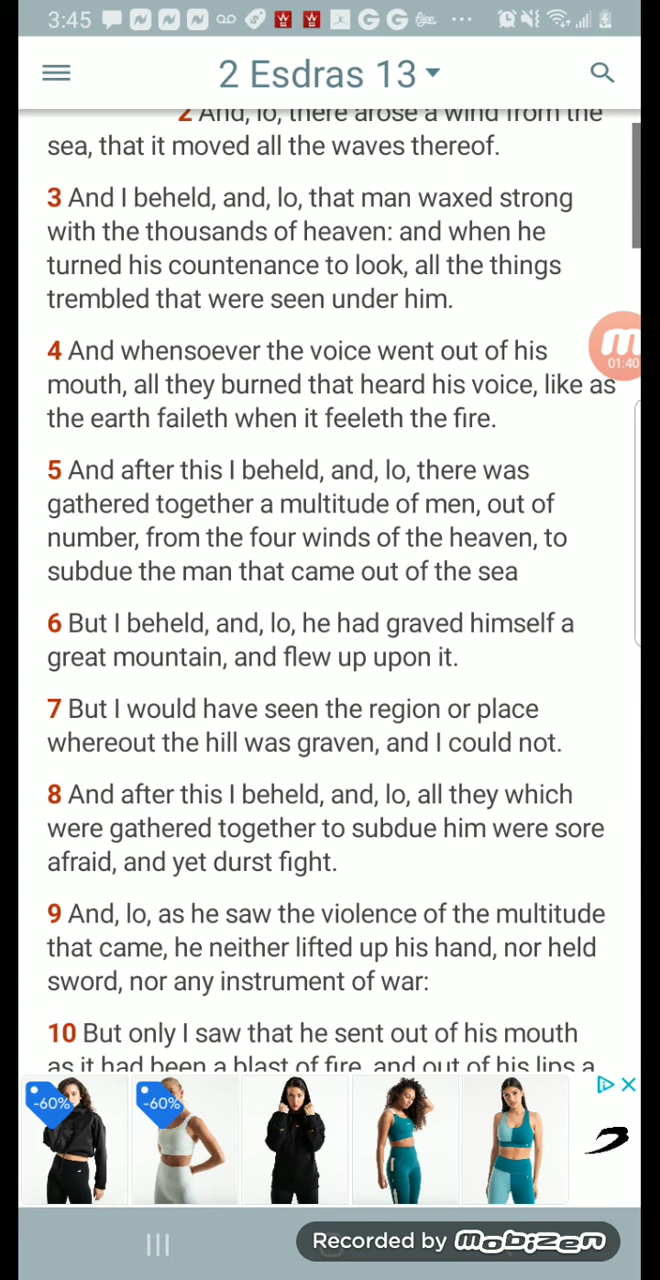 3:45
2 Esdras 13
2 And, lo, there arose a wind from the
sea, that it moved all the waves thereof.
3 And I beheld, and, lo, that man waxed strong
with the thousands of heaven: and when he
turned his countenance to look, all the things
trembled that were seen under him.
01:40
4 And whensoever the voice went out of his
mouth, all they burned that heard his voice, like as
the earth faileth when it feeleth the fire.
5 And after this I beheld, and, lo, there was
gathered together a multitude of men, out of
number, from the four winds of the heaven, to
subdue the man that came out of the sea
6 But I beheld, and, lo, he had graved himself a
great mountain, and flew up upon it.
7 But I would have seen the region or place
whereout the hill was graven, and I could not.
8 And after this I beheld, and, lo, all they which
were gathered together to subdue him were sore
afraid, and yet durst fight.
9 And, lo, as he saw the violence of the multitude
that came, he neither lifted up his hand, nor held
sword, nor any instrument of war:
10 But only I saw that he sent out of his mouth
as it had been a blast of fire, and out of his lips a
-60%
-60%
Recorded by mobizen